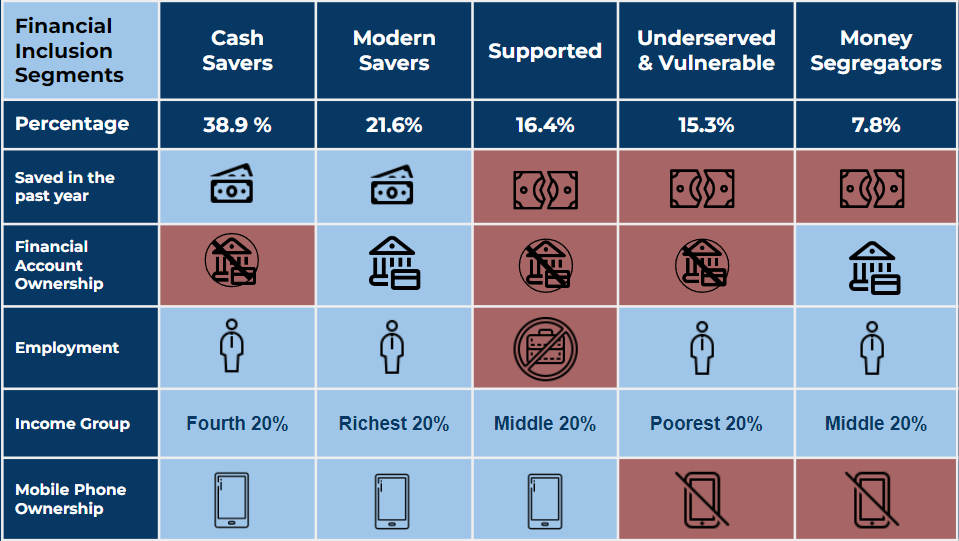 Financial
Inclusion
Segments
Cash
Savers
Modern
Savers
Supported
Underserved
& Vulnerable
Money
Segregators
Percentage
38.9 %
21.6%
16.4%
15.3%
7.8%
Saved in the
past year
Financial
Account
Ownership
Employment
Income Group
Fourth 20%
Richest 20%
Middle 20%
Poorest 20%
Middle 20%
Mobile Phone
Ownership